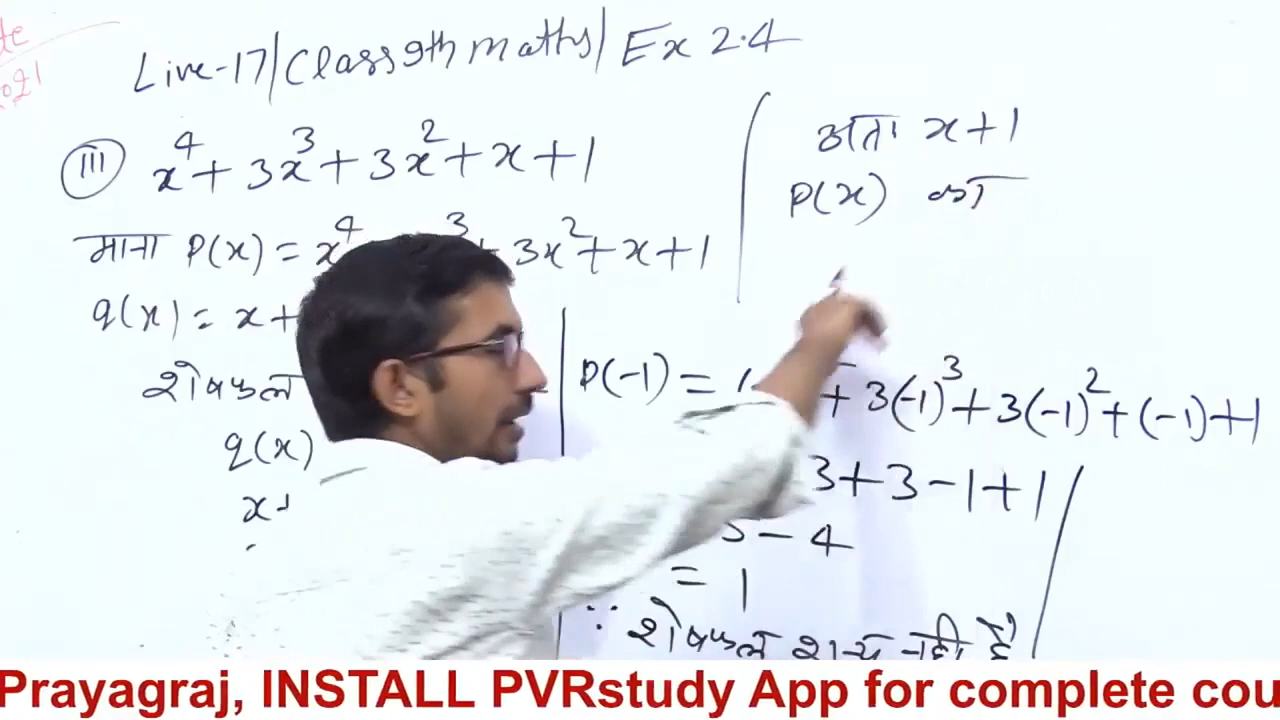 Live-17/Class 9th maths/ Ex 2.4
2021
III x⁴+3x³+3x²+x+1
माना P(x) = x⁴ 3 + 3x²+x+1
q(x) = x+
शेषफल
q(x)
x+
P(-1) = + 3(-1)³+3(-1)²+(-1)+1
3+3-1+1
- 4
= 1
∵ शेषफल शून्य नही है
अतः x+1
P(x) का
Prayagraj, INSTALL PVRstudy App for complete cou